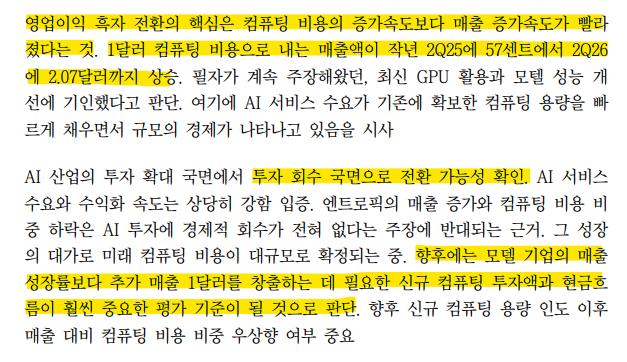 영업이익 흑자 전환의 핵심은 컴퓨팅 비용의 증가속도보다 매출 증가속도가 빨라
졌다는 것. 1달러 컴퓨팅 비용으로 내는 매출액이 작년 2Q25에 57센트에서 2Q26
에 2.07달러까지 상승. 필자가 계속 주장해왔던, 최신 GPU 활용과 모델 성능 개
선에 기인했다고 판단. 여기에 AI 서비스 수요가 기존에 확보한 컴퓨팅 용량을 빠
르게 채우면서 규모의 경제가 나타나고 있음을 시사
AI 산업의 투자 확대 국면에서 투자 회수 국면으로 전환 가능성 확인. AI 서비스
수요와 수익화 속도는 상당히 강함 입증. 엔트로픽의 매출 증가와 컴퓨팅 비용 비
중 하락은 AI 투자에 경제적 회수가 전혀 없다는 주장에 반대되는 근거. 그 성장
의 대가로 미래 컴퓨팅 비용이 대규모로 확정되는 중. 향후에는 모델 기업의 매출
성장률보다 추가 매출 1달러를 창출하는 데 필요한 신규 컴퓨팅 투자액과 현금흐
름이 훨씬 중요한 평가 기준이 될 것으로 판단. 향후 신규 컴퓨팅 용량 인도 이후
매출 대비 컴퓨팅 비용 비중 우상향 여부 중요